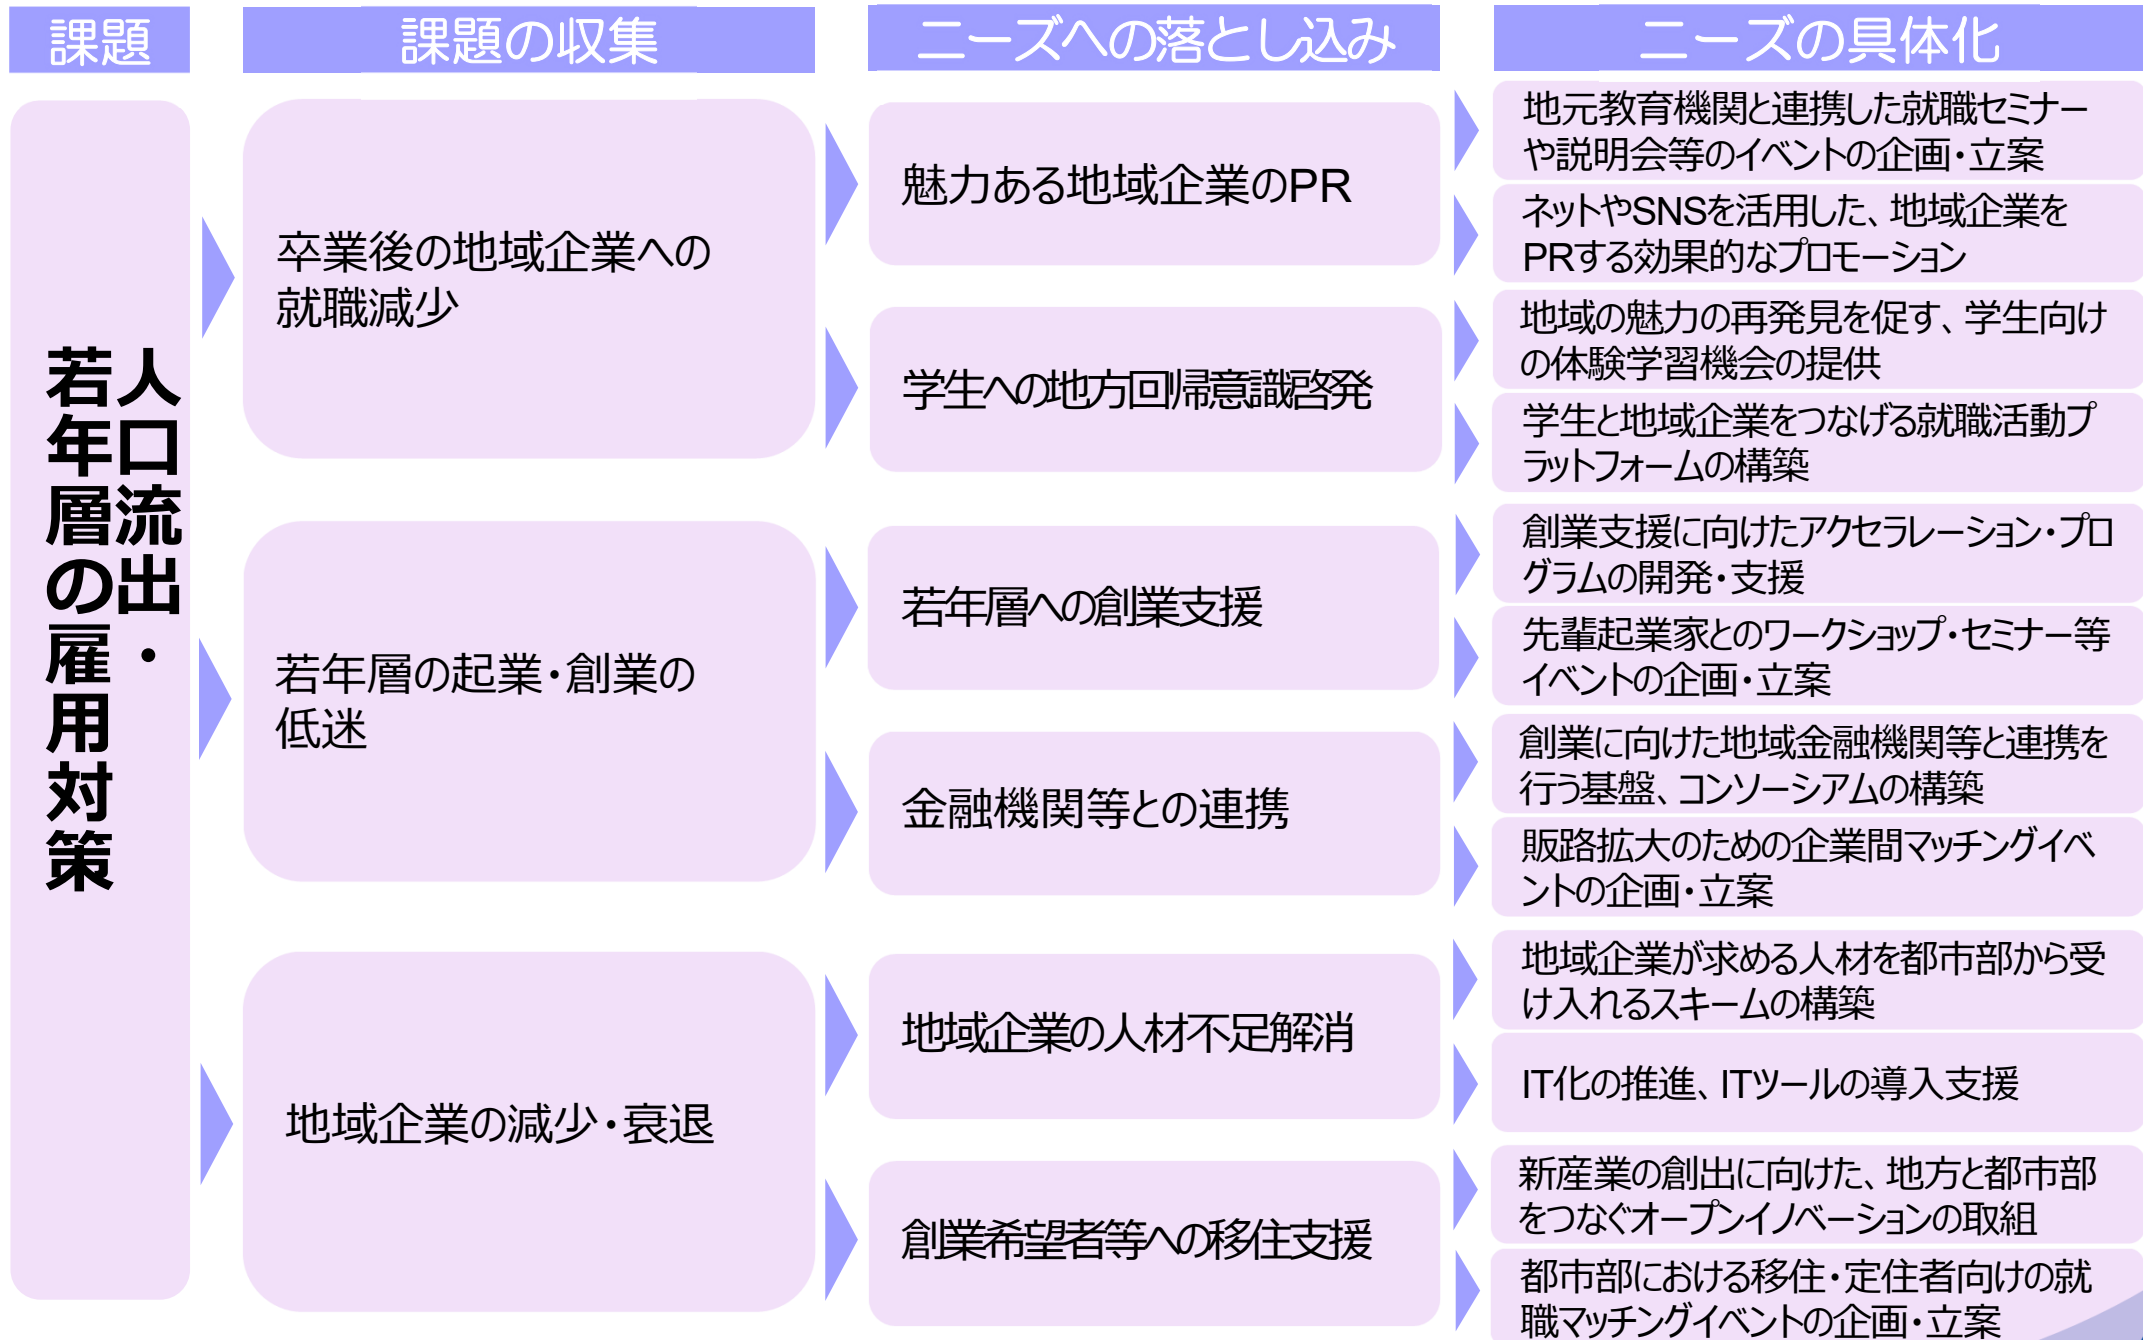 課題
課題の収集
ニーズへの落とし込み
ニーズの具体化
人口流出・
若年層の雇用対策
卒業後の地域企業への
就職減少
魅力ある地域企業のPR
地元教育機関と連携した就職セミナー
や説明会等のイベントの企画・立案
ネットやSNSを活用した、地域企業を
PRする効果的なプロモーション
学生への地方回帰意識啓発
地域の魅力の再発見を促す、学生向け
の体験学習機会の提供
学生と地域企業をつなげる就職活動プ
ラットフォームの構築
若年層の起業・創業の
低迷
若年層への創業支援
創業支援に向けたアクセラレーション・プロ
グラムの開発・支援
先輩起業家とのワークショップ・セミナー等
イベントの企画・立案
金融機関等との連携
創業に向けた地域金融機関等と連携を
行う基盤、コンソーシアムの構築
販路拡大のための企業間マッチングイベ
ントの企画・立案
地域企業の減少・衰退
地域企業の人材不足解消
地域企業が求める人材を都市部から受
け入れるスキームの構築
IT化の推進、ITツールの導入支援
創業希望者等への移住支援
新産業の創出に向けた、地方と都市部
をつなぐオープンイノベーションの取組
都市部における移住・定住者向けの就
職マッチングイベントの企画・立案